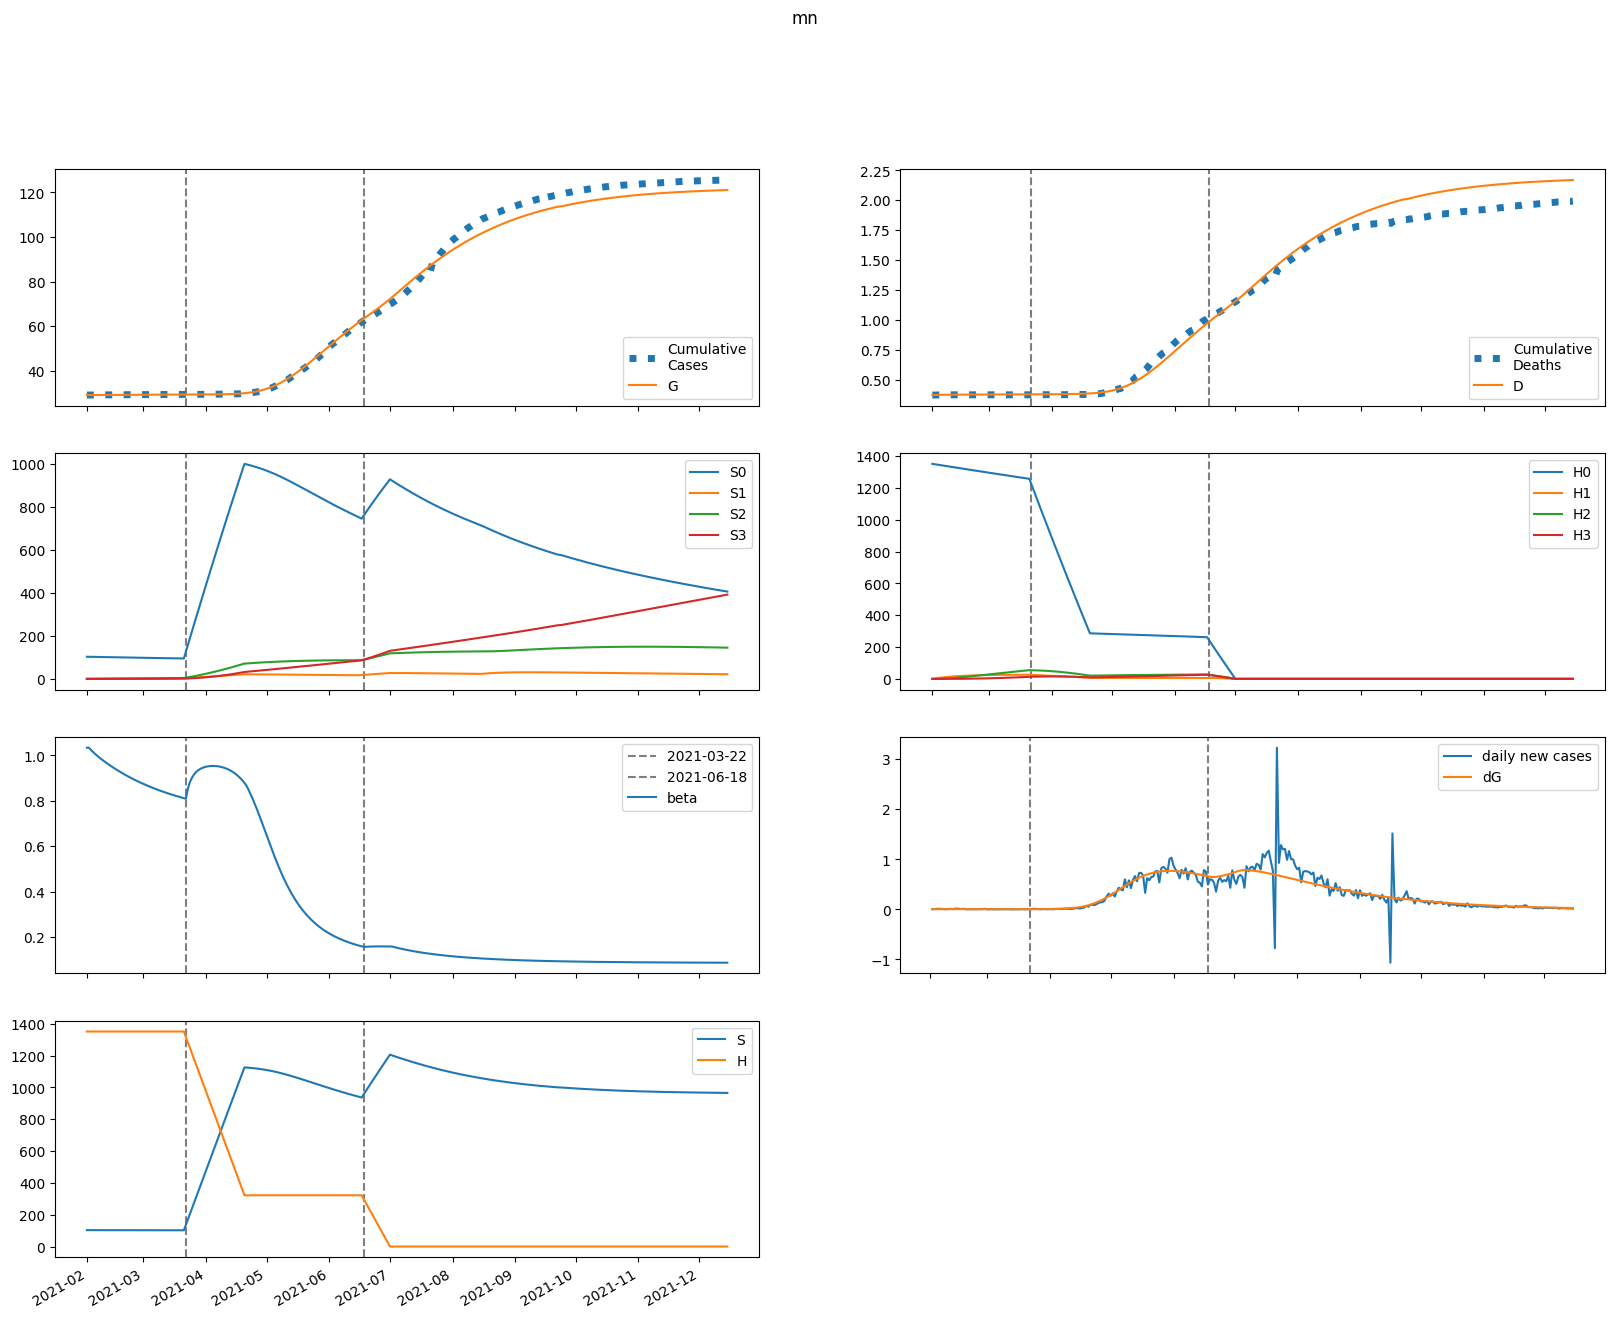 mn
120
100
80
60
40
Cumulative
Cases
G
2.25
2.00
1.75
1.50
1.25
1.00
0.75
0.50
Cumulative
Deaths
D
1000
800
600
400
200
0
S0
S1
S2
S3
1400
1200
1000
800
600
400
200
0
H0
H1
H2
H3
1.0
0.8
0.6
0.4
0.2
2021-03-22
2021-06-18
beta
3
2
1
0
−1
daily new cases
dG
1400
1200
1000
800
600
400
200
0
S
H
2021-02
2021-03
2021-04
2021-05
2021-06
2021-07
2021-08
2021-09
2021-10
2021-11
2021-12